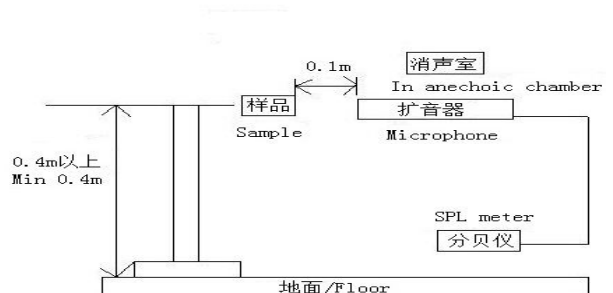 0.1m
消声室
In anechoic chamber
样品
扩音器
Sample
Microphone
0.4m以上
Min 0.4m
SPL meter
分贝仪
地面/Floor